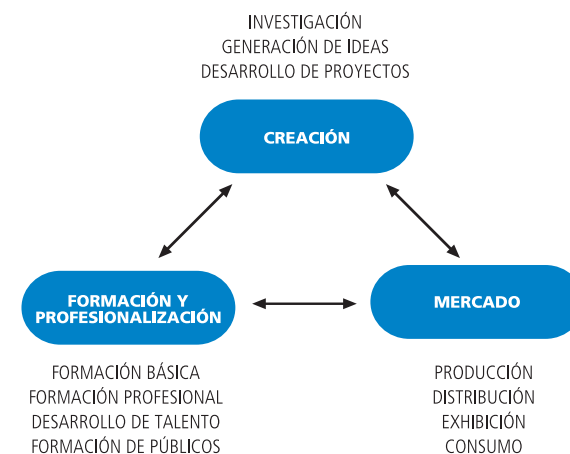 INVESTIGACIÓN
GENERACIÓN DE IDEAS
DESARROLLO DE PROYECTOS
CREACIÓN
FORMACIÓN Y
PROFESIONALIZACIÓN
MERCADO
FORMACIÓN BÁSICA
FORMACIÓN PROFESIONAL
DESARROLLO DE TALENTO
FORMACIÓN DE PÚBLICOS
PRODUCCIÓN
DISTRIBUCIÓN
EXHIBICIÓN
CONSUMO